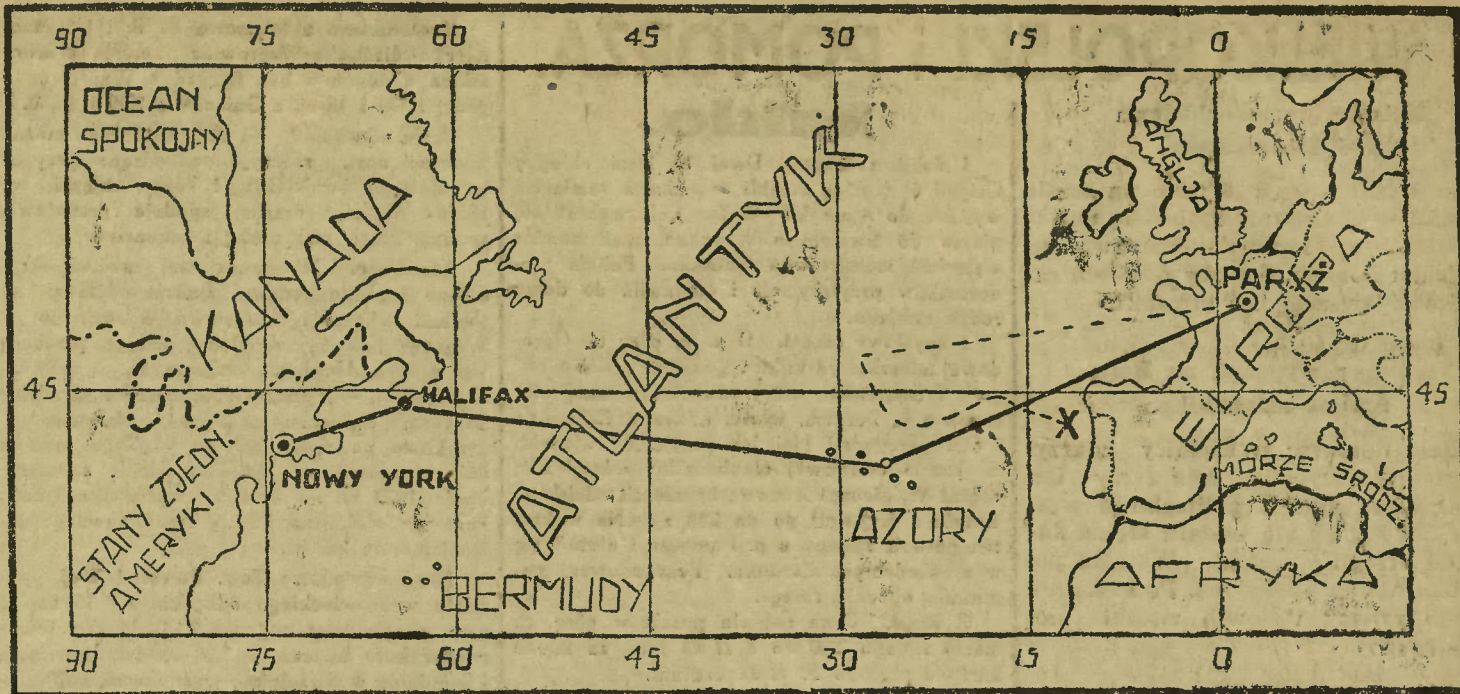 90 75 60 45 30 15 0
OCEAN
SPOKOJNY
KANADA
ATLANTYK
ANGLJA
PARYŻ
EUROPA
45 45
HALIFAX
X
NOWY YORK
STANY ZJEDN.
AMERYKI
MORZE ŚRÓDZ.
AZORY
BERMUDY
AFRYKA
90 75 60 45 30 15 0